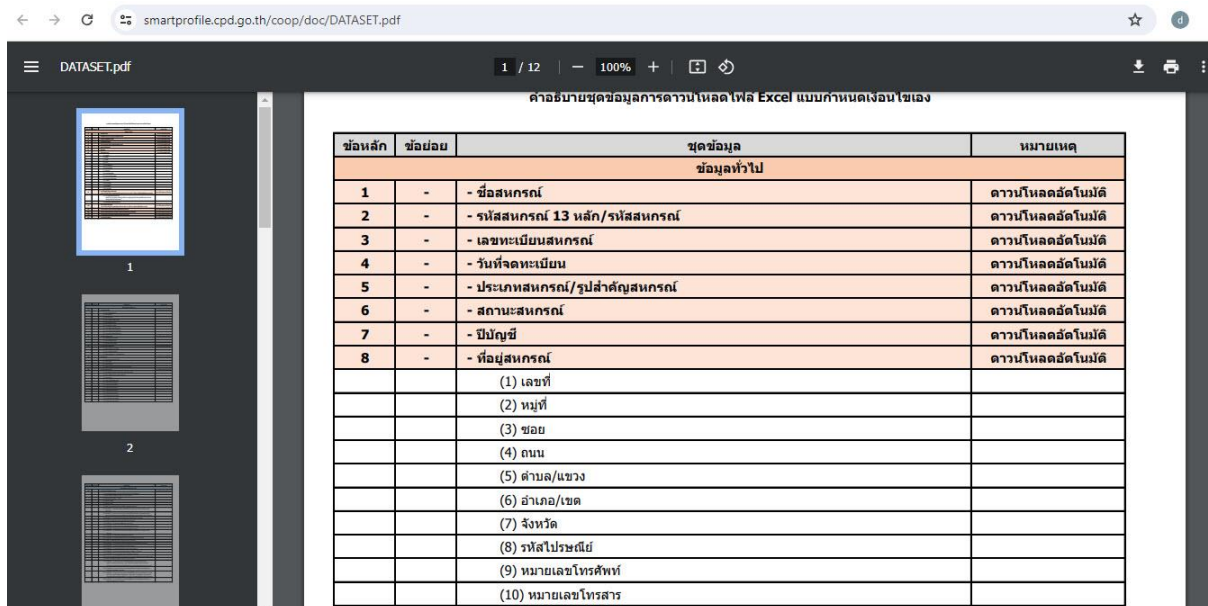 smartprofile.cpd.go.th/coop/doc/DATASET.pdf
d
DATASET.pdf
1 / 12
100%
คำอธิบายชุดข้อมูลการดาวน์โหลดไฟล์ Excel แบบกำหนดเงื่อนไขเอง
ข้อหลัก ข้อย่อย ชุดข้อมูล หมายเหตุ
ข้อมูลทั่วไป
1 - - ชื่อสหกรณ์ ดาวน์โหลดอัตโนมัติ
2 - - รหัสสหกรณ์ 13 หลัก/รหัสสหกรณ์ ดาวน์โหลดอัตโนมัติ
3 - - เลขทะเบียนสหกรณ์ ดาวน์โหลดอัตโนมัติ
4 - - วันที่จดทะเบียน ดาวน์โหลดอัตโนมัติ
5 - - ประเภทสหกรณ์/รูปสำคัญสหกรณ์ ดาวน์โหลดอัตโนมัติ
6 - - สถานะสหกรณ์ ดาวน์โหลดอัตโนมัติ
7 - - ปีบัญชี ดาวน์โหลดอัตโนมัติ
8 - - ที่อยู่สหกรณ์ ดาวน์โหลดอัตโนมัติ
(1) เลขที่
(2) หมู่ที่
(3) ซอย
(4) ถนน
(5) ตำบล/แขวง
(6) อำเภอ/เขต
(7) จังหวัด
(8) รหัสไปรษณีย์
(9) หมายเลขโทรศัพท์
(10) หมายเลขโทรสาร
1
2